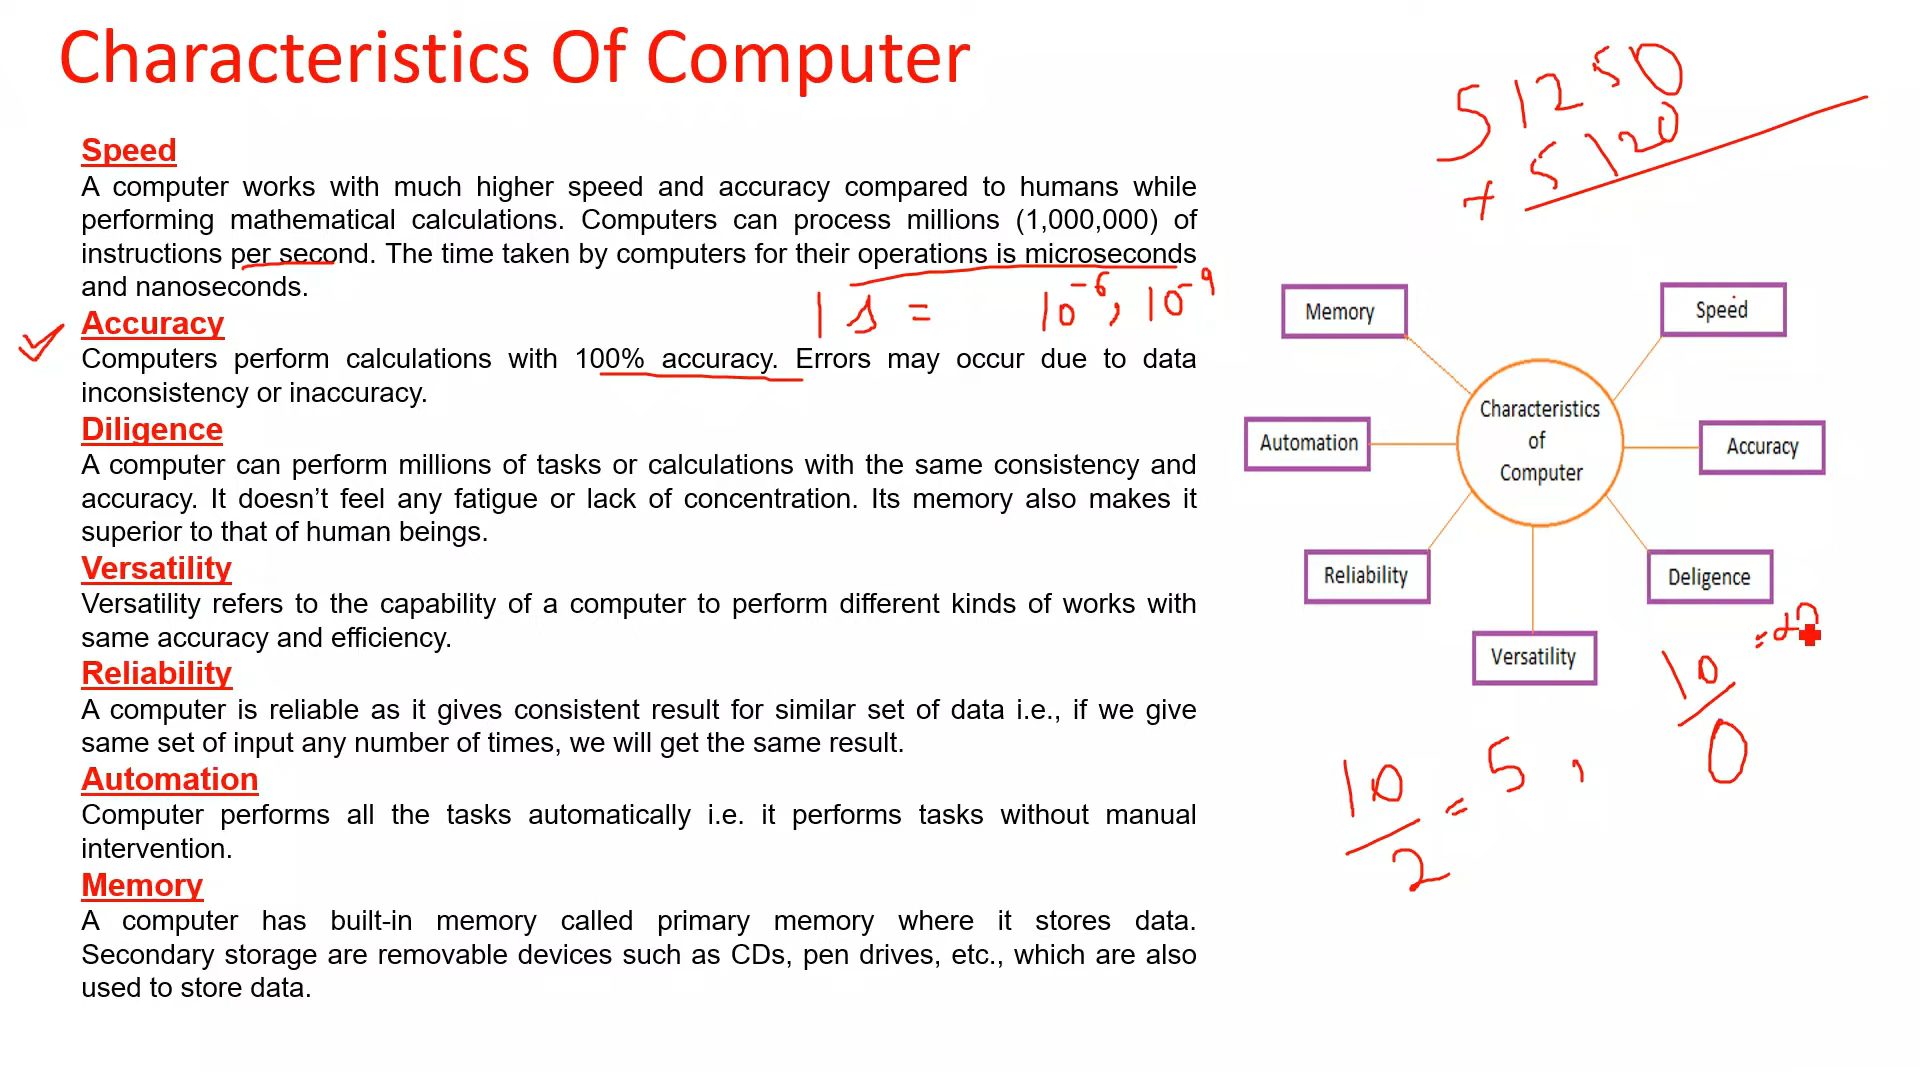 Characteristics Of Computer
Speed
A computer works with much higher speed and accuracy compared to humans while
performing mathematical calculations. Computers can process millions (1,000,000) of
instructions per second. The time taken by computers for their operations is microseconds
and nanoseconds.
1 s = 10⁻⁶, 10⁻⁹
Accuracy
Computers perform calculations with 100% accuracy. Errors may occur due to data
inconsistency or inaccuracy.
Diligence
A computer can perform millions of tasks or calculations with the same consistency and
accuracy. It doesn’t feel any fatigue or lack of concentration. Its memory also makes it
superior to that of human beings.
Versatility
Versatility refers to the capability of a computer to perform different kinds of works with
same accuracy and efficiency.
Reliability
A computer is reliable as it gives consistent result for similar set of data i.e., if we give
same set of input any number of times, we will get the same result.
Automation
Computer performs all the tasks automatically i.e. it performs tasks without manual
intervention.
Memory
A computer has built-in memory called primary memory where it stores data.
Secondary storage are removable devices such as CDs, pen drives, etc., which are also
used to store data.
51250
+ 5120
Memory
Speed
Automation
Characteristics
of
Computer
Accuracy
Reliability
Deligence
Versatility
10
0
=
10
2
= 5 ,